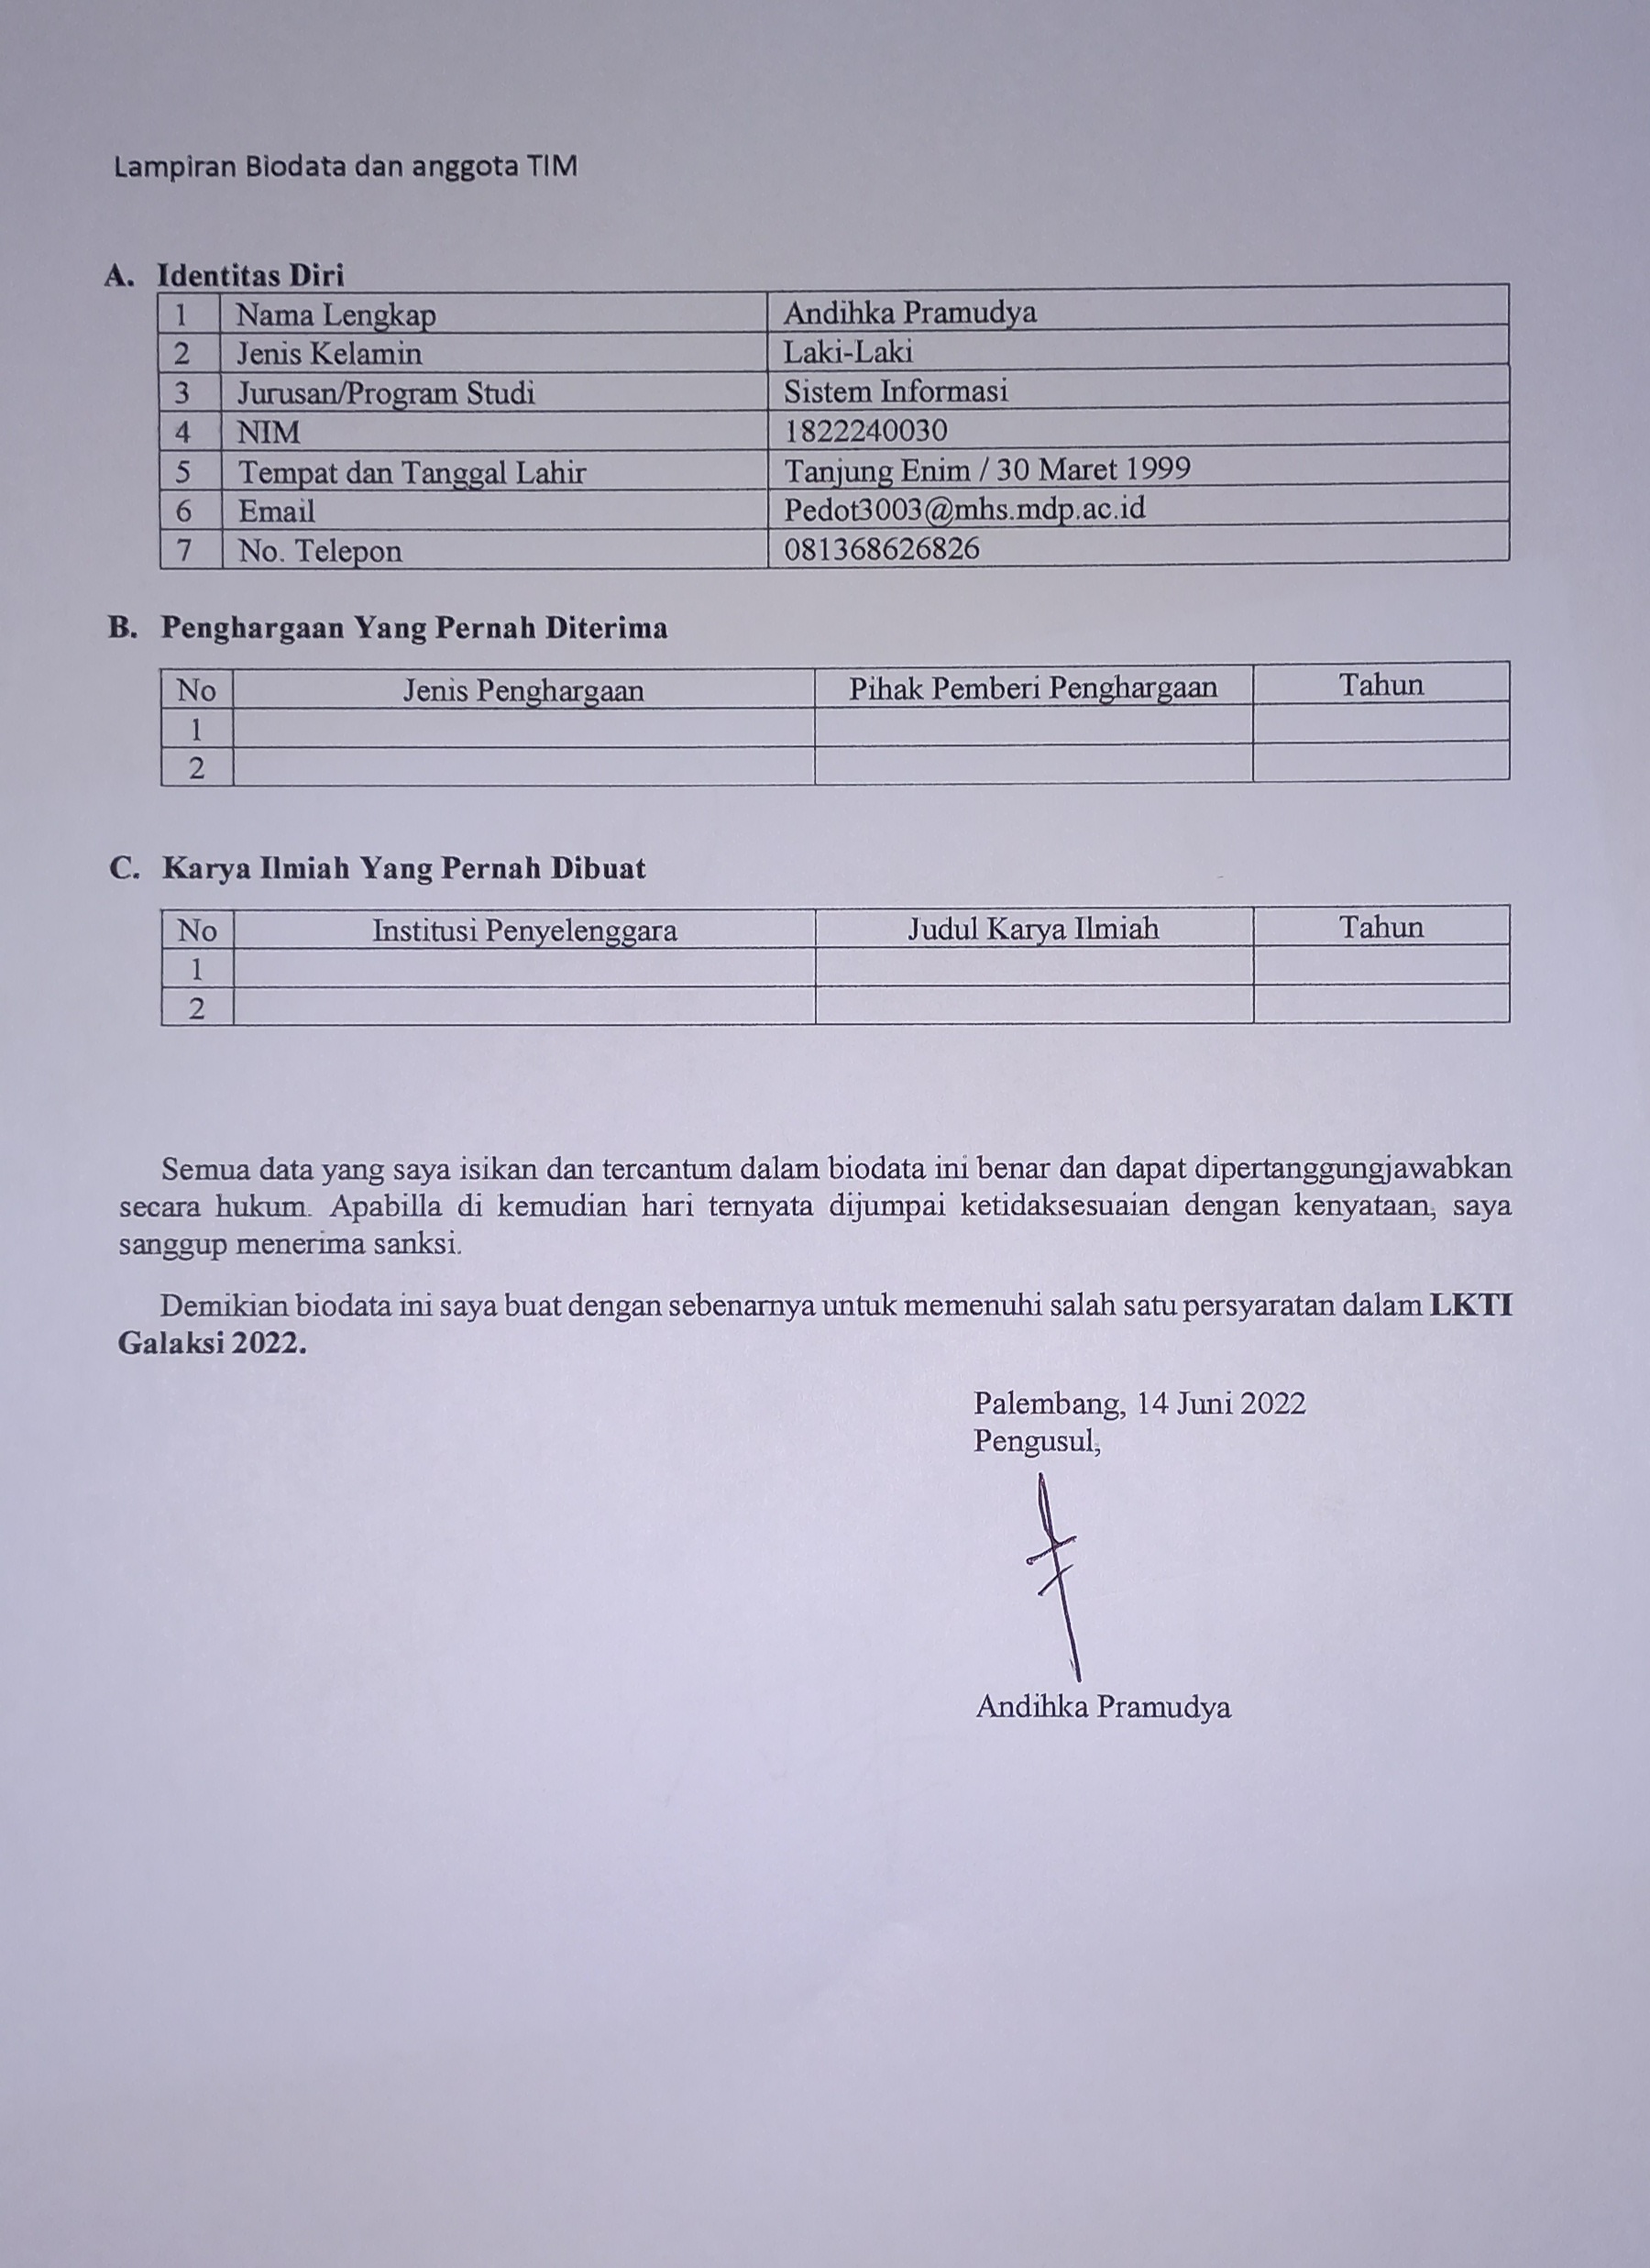 Lampiran Biodata dan anggota TIM
A. Identitas Diri
1 Nama Lengkap Andihka Pramudya
2 Jenis Kelamin Laki-Laki
3 Jurusan/Program Studi Sistem Informasi
4 NIM 1822240030
5 Tempat dan Tanggal Lahir Tanjung Enim / 30 Maret 1999
6 Email Pedot3003@mhs.mdp.ac.id
7 No. Telepon 081368626826
B. Penghargaan Yang Pernah Diterima
No Jenis Penghargaan Pihak Pemberi Penghargaan Tahun
1
2
C. Karya Ilmiah Yang Pernah Dibuat
No Institusi Penyelenggara Judul Karya Ilmiah Tahun
1
2
Semua data yang saya isikan dan tercantum dalam biodata ini benar dan dapat dipertanggungjawabkan
secara hukum. Apabilla di kemudian hari ternyata dijumpai ketidaksesuaian dengan kenyataan, saya
sanggup menerima sanksi.
Demikian biodata ini saya buat dengan sebenarnya untuk memenuhi salah satu persyaratan dalam LKTI
Galaksi 2022.
Palembang, 14 Juni 2022
Pengusul,
Andihka Pramudya